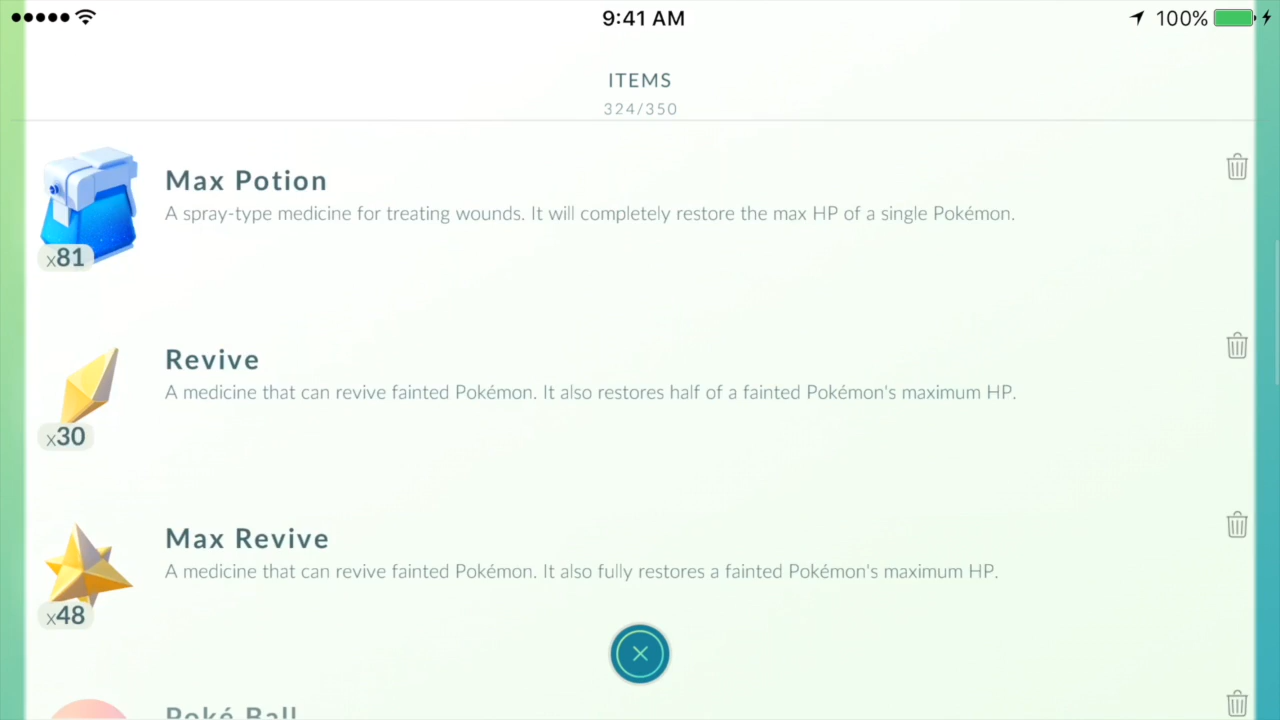 9:41 AM
100%
ITEMS
324/350
Max Potion
A spray-type medicine for treating wounds. It will completely restore the max HP of a single Pokémon.
x81
Revive
A medicine that can revive fainted Pokémon. It also restores half of a fainted Pokémon's maximum HP.
x30
Max Revive
A medicine that can revive fainted Pokémon. It also fully restores a fainted Pokémon's maximum HP.
x48
Poké Ball